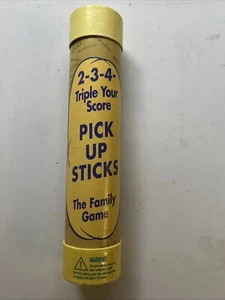 2-3-4-
Triple Your
Score
PICK
UP
STICKS
The Family
Game
WARNING